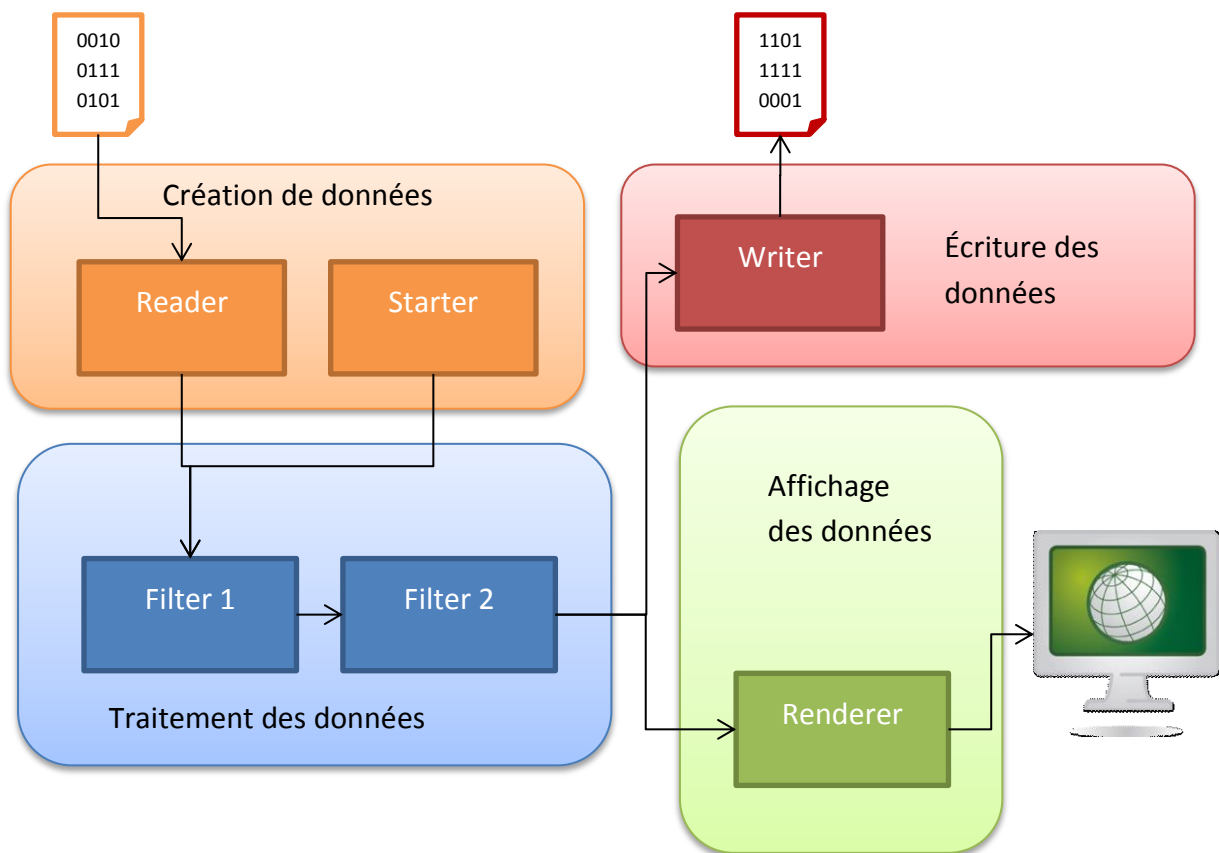 0010
0111
0101
1101
1111
0001
Création de données
Reader
Starter
Writer
Écriture des
données
Filter 1
Filter 2
Traitement des données
Affichage
des données
Renderer